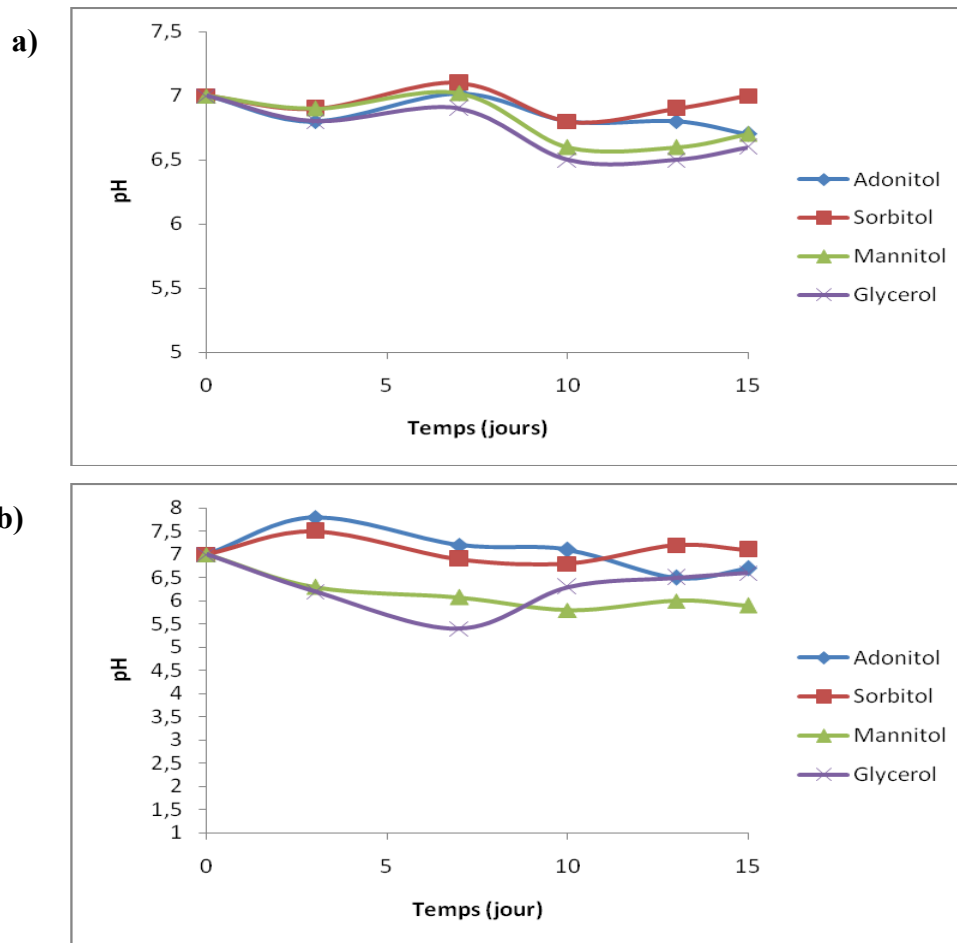 a)
7,5
7
6,5
6
5,5
5
pH
0 5 10 15
Temps (jours)
Adonitol
Sorbitol
Mannitol
Glycerol
b)
8
7,5
7
6,5
6
5,5
5
4,5
4
3,5
3
2,5
2
1,5
1
pH
0 5 10 15
Temps (jour)
Adonitol
Sorbitol
Mannitol
Glycerol